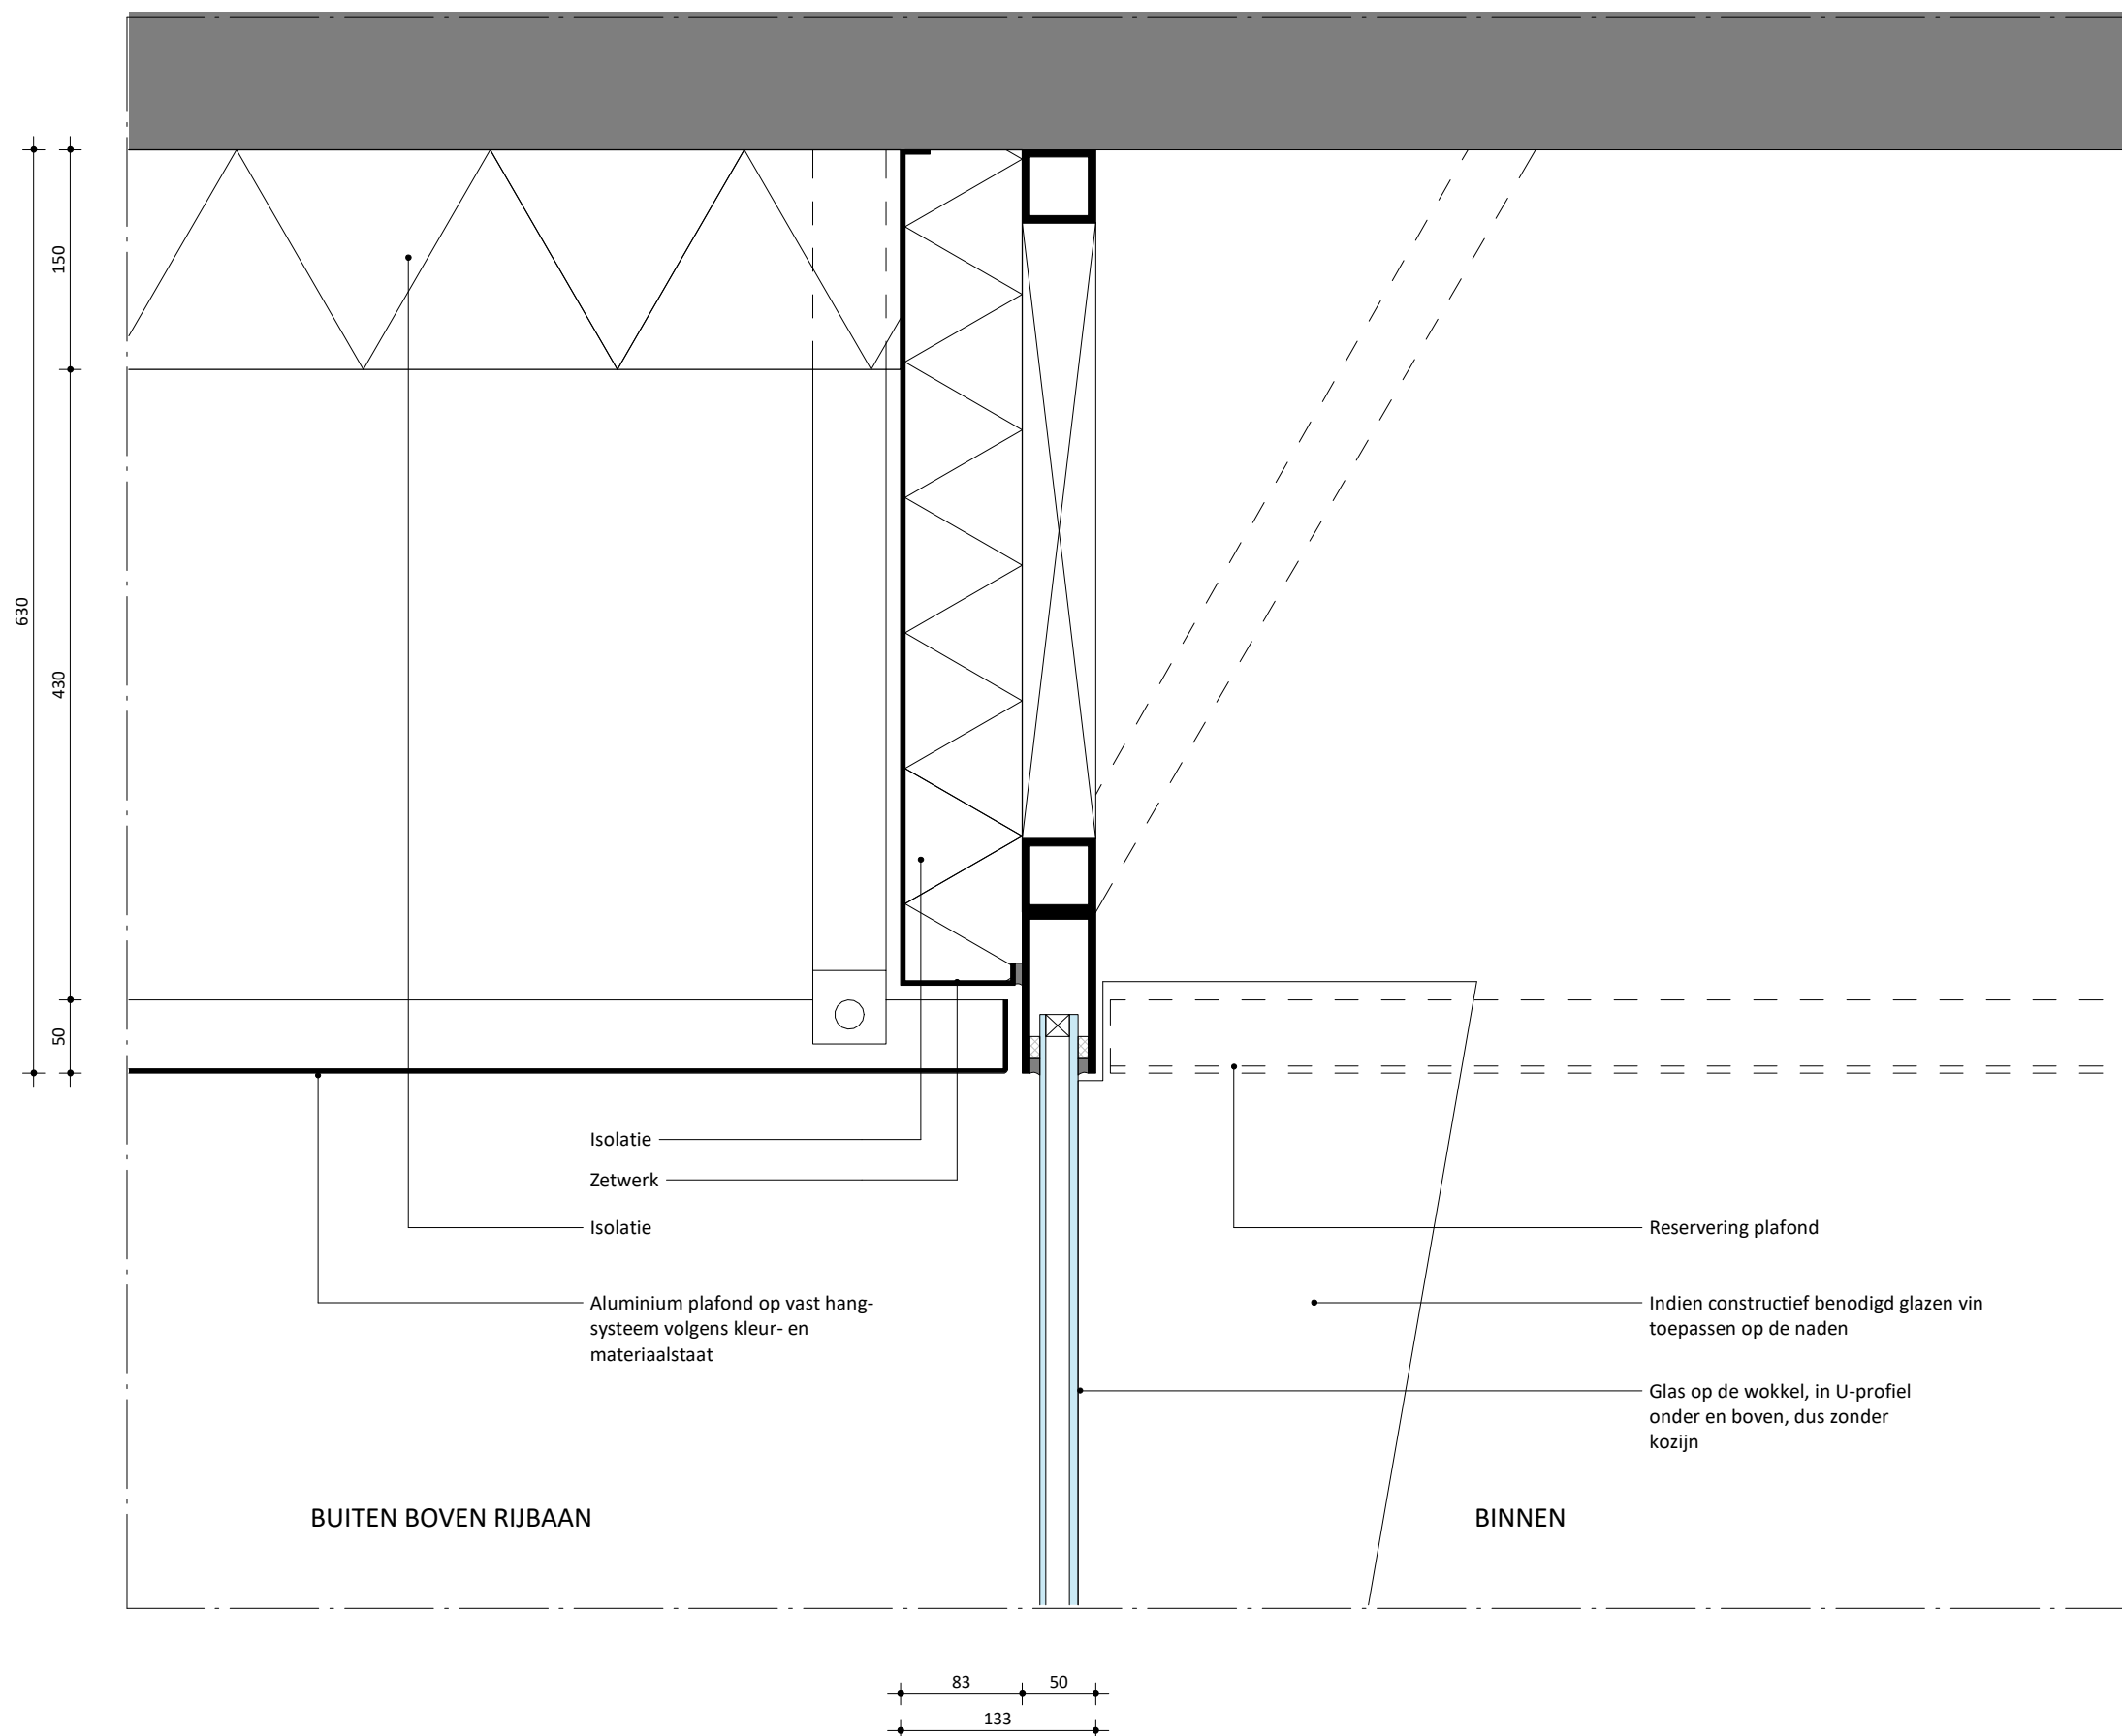 150
630
430
50
Isolatie
Zetwerk
Isolatie
Aluminium plafond op vast hang-
systeem volgens kleur- en
materiaalstaat
Reservering plafond
Indien constructief benodigd glazen vin
toepassen op de naden
Glas op de wokkel, in U-profiel
onder en boven, dus zonder
kozijn
BUITEN BOVEN RIJBAAN
BINNEN
83
50
133